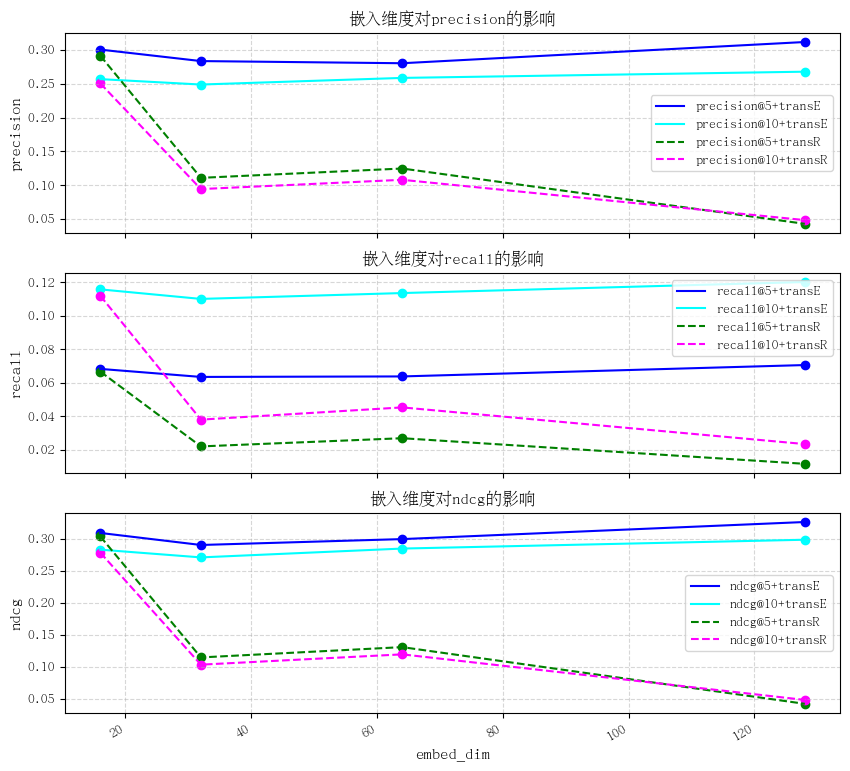 嵌入维度对precision的影响
0.30
0.25
0.20
0.15
0.10
0.05
precision
precision@5+transE
precision@10+transE
precision@5+transR
precision@10+transR
嵌入维度对recall的影响
0.12
0.10
0.08
0.06
0.04
0.02
recall
recall@5+transE
recall@10+transE
recall@5+transR
recall@10+transR
嵌入维度对ndcg的影响
0.30
0.25
0.20
0.15
0.10
0.05
ndcg
ndcg@5+transE
ndcg@10+transE
ndcg@5+transR
ndcg@10+transR
20 40 60 80 100 120
embed_dim